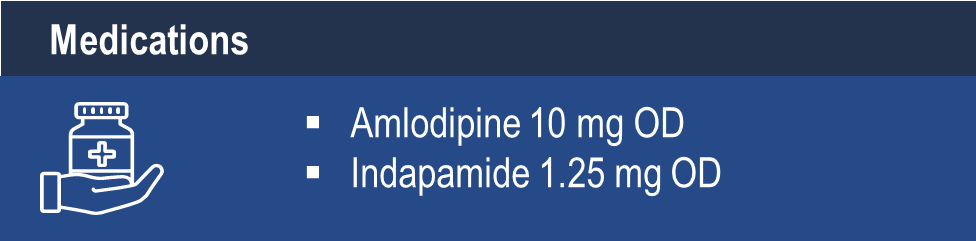 Medications
▪ Amlodipine 10 mg OD
▪ Indapamide 1.25 mg OD